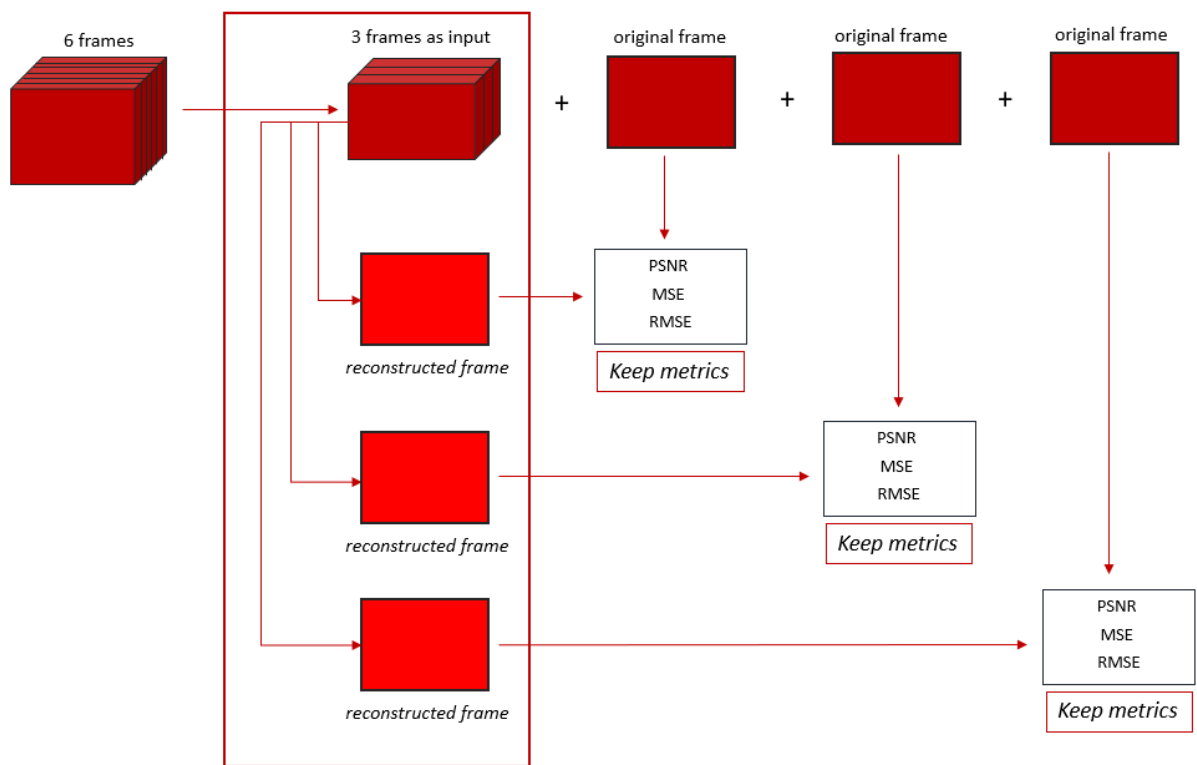 6 frames
3 frames as input
original frame
original frame
original frame
+
+
+
PSNR
MSE
RMSE
Keep metrics
reconstructed frame
PSNR
MSE
RMSE
Keep metrics
reconstructed frame
PSNR
MSE
RMSE
Keep metrics
reconstructed frame